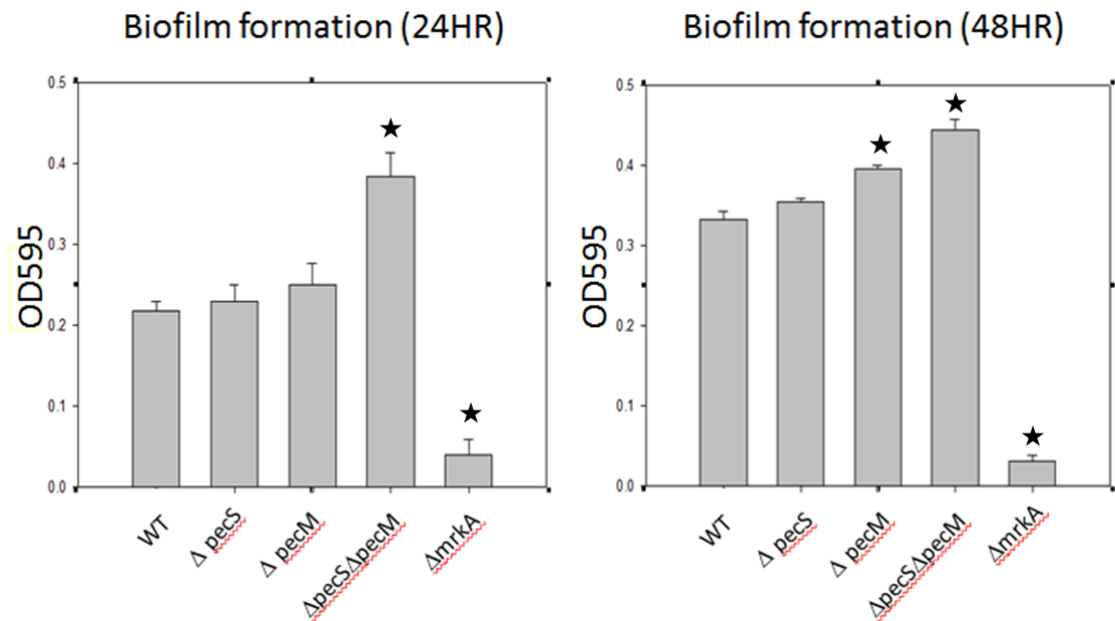 Biofilm formation (24HR)
OD595
0.5
0.4
0.3
0.2
0.1
0.0
WT
Δ pecS
Δ pecM
ΔpecSΔpecM
ΔmrkA
Biofilm formation (48HR)
OD595
0.5
0.4
0.3
0.2
0.1
0.0
WT
Δ pecS
Δ pecM
ΔpecSΔpecM
ΔmrkA